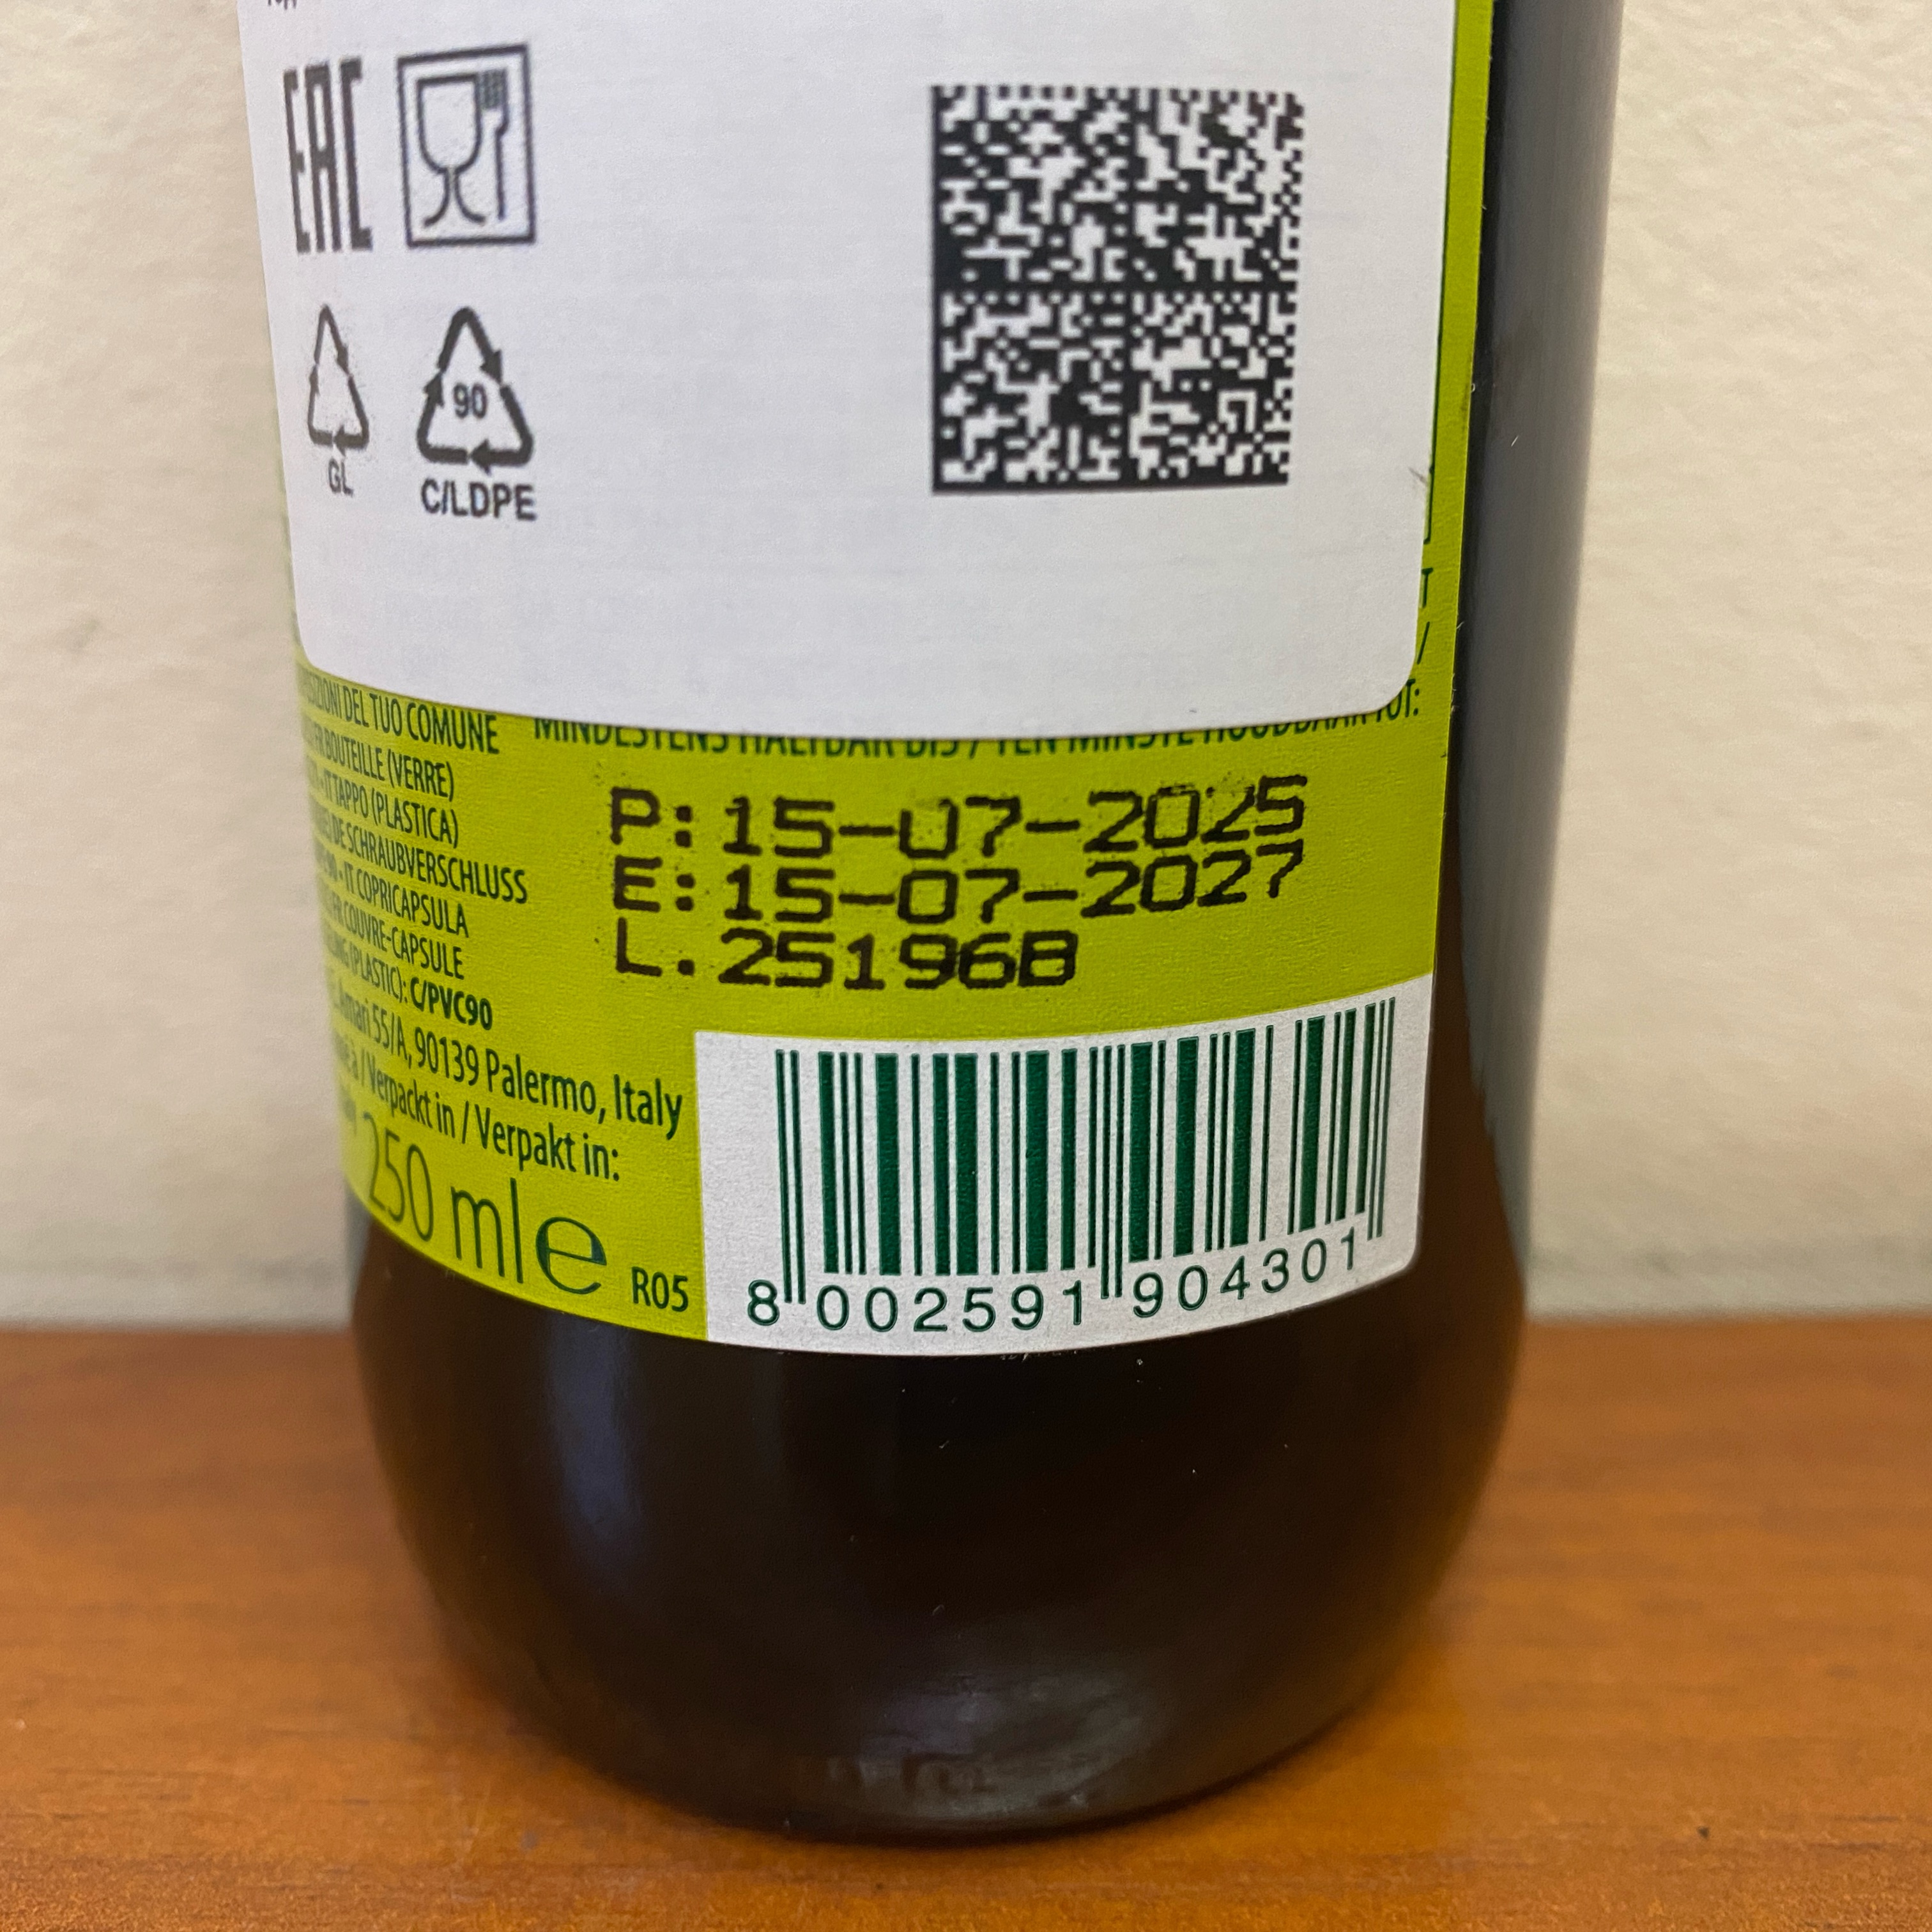 EAC
90
GL
C/LDPE
DEL TUO COMUNE
BOUTEILLE (VERRE)
TAPPO (PLASTICA)
SCHRAUBVERSCHLUSS
COPRICAPSULA
COUVRE-CAPSULE
(PLASTIC): C/PVC90
55/A, 90139 Palermo, Italy
/ Verpackt in / Verpakt in:
250 ml e
R05
MINDESTENS HALTBAR BIS / TEN MINSTE HOUDBAAR TOT:
P: 15-07-2025
E: 15-07-2027
L. 25196B
8 002591 904301